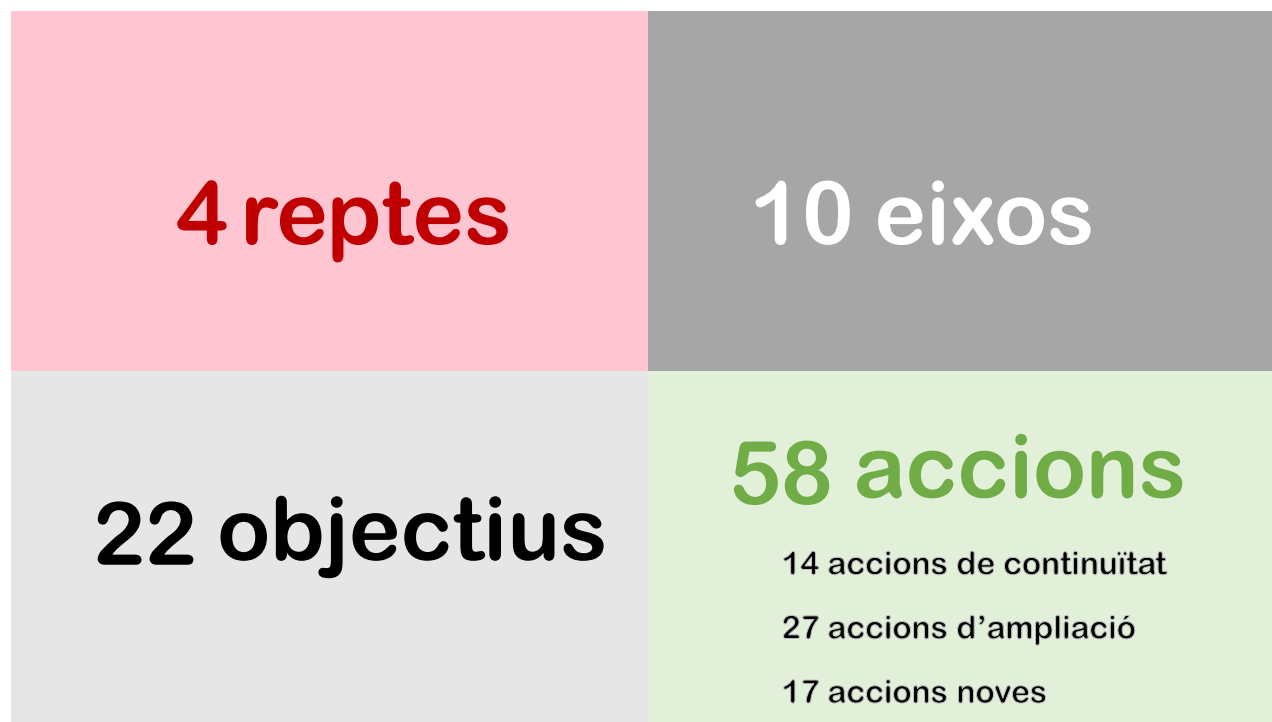 4 reptes
10 eixos
22 objectius
58 accions
14 accions de continuïtat
27 accions d’ampliació
17 accions noves